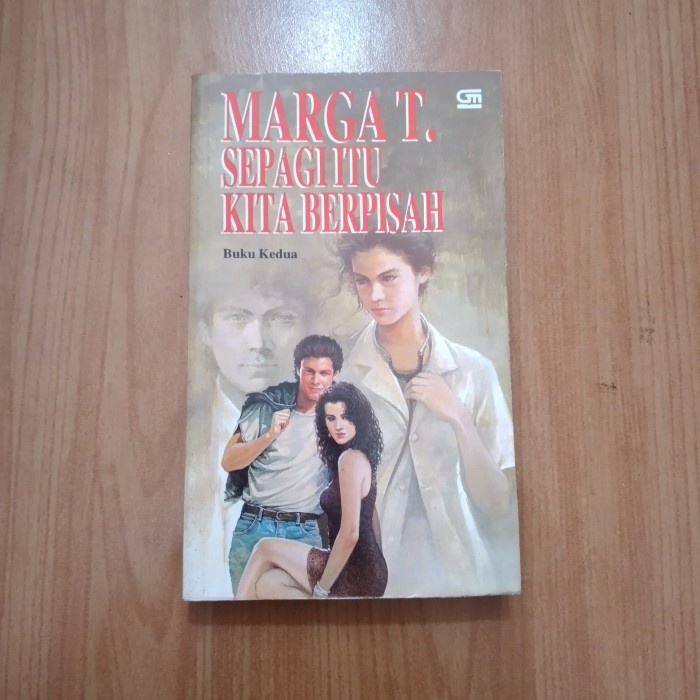 MARGA T.
SEPAGI ITU
KITA BERPISAH
Buku Kedua